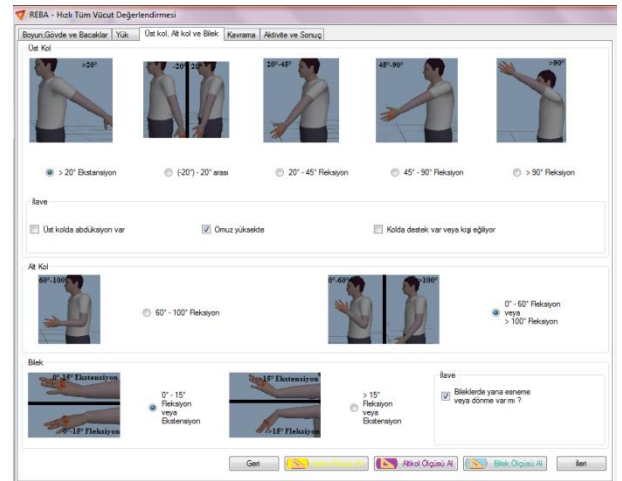 REBA - Hızlı Tüm Vücut Değerlendirmesi
Boyun,Gövde ve Bacaklar Yük Üst kol, Alt kol ve Bilek Kavrama Aktivite ve Sonuç
Üst Kol
>20° -20° 20° 20°-45° 45°-90° >90°
> 20° Ekstansiyon (-20°) - 20° arası 20° - 45° Fleksiyon 45° - 90° Fleksiyon > 90° Fleksiyon
İlave
Üst kolda abdüksiyon var Omuz yüksekte Kolda destek var veya kişi eğiliyor
Alt Kol
60°-100° 0°-60° >100°
60° - 100° Fleksiyon
0° - 60°
Fleksiyon
veya
> 100° Fleksiyon
Bilek
0°-15° Ekstensiyon
0°-15° Fleksiyon
0° - 15°
Fleksiyon
veya
Ekstensiyon
>15° Ekstensiyon
>15° Fleksiyon
> 15°
Fleksiyon
veya
Ekstensiyon
İlave
Bileklerde yana esneme
veya dönme var mı ?
Geri Altkol Ölçüsü Al Bilek Ölçüsü Al İleri